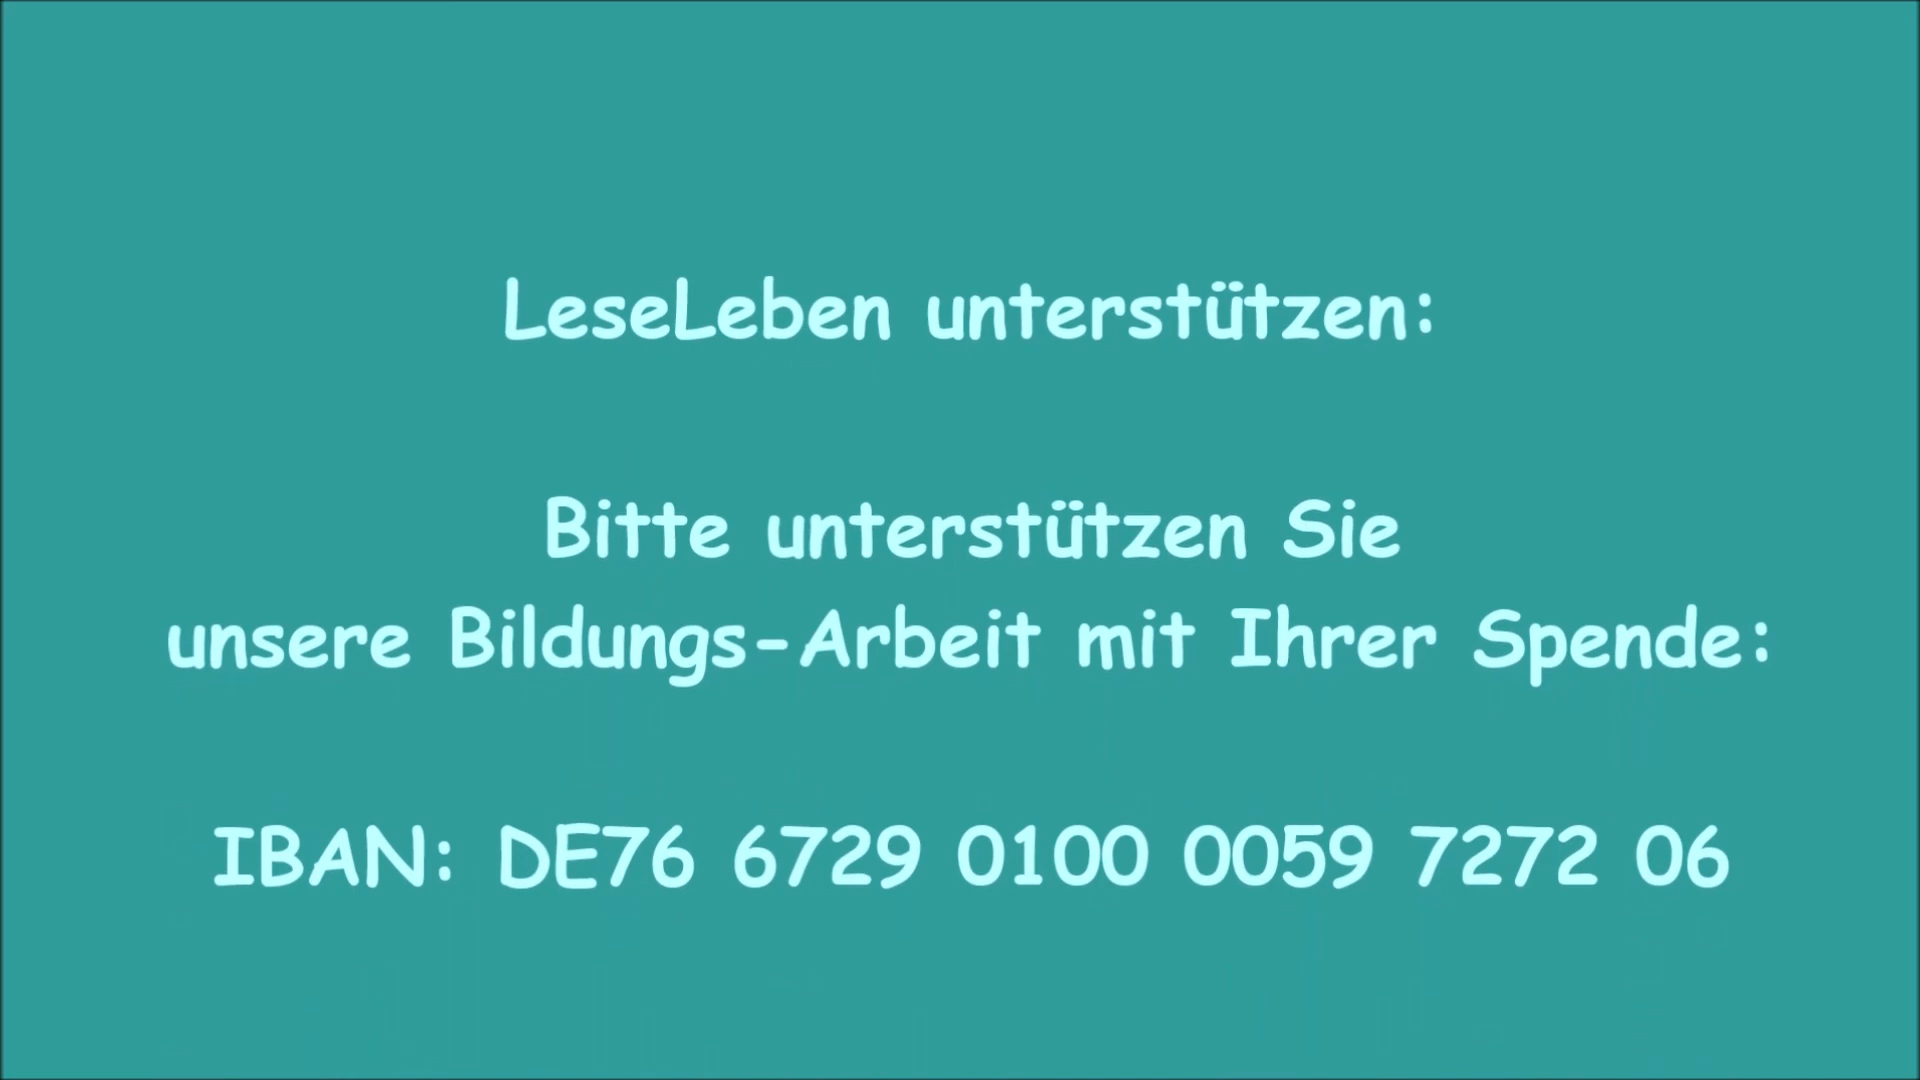 LeseLeben unterstützen:
Bitte unterstützen Sie
unsere Bildungs-Arbeit mit Ihrer Spende:
IBAN: DE76 6729 0100 0059 7272 06